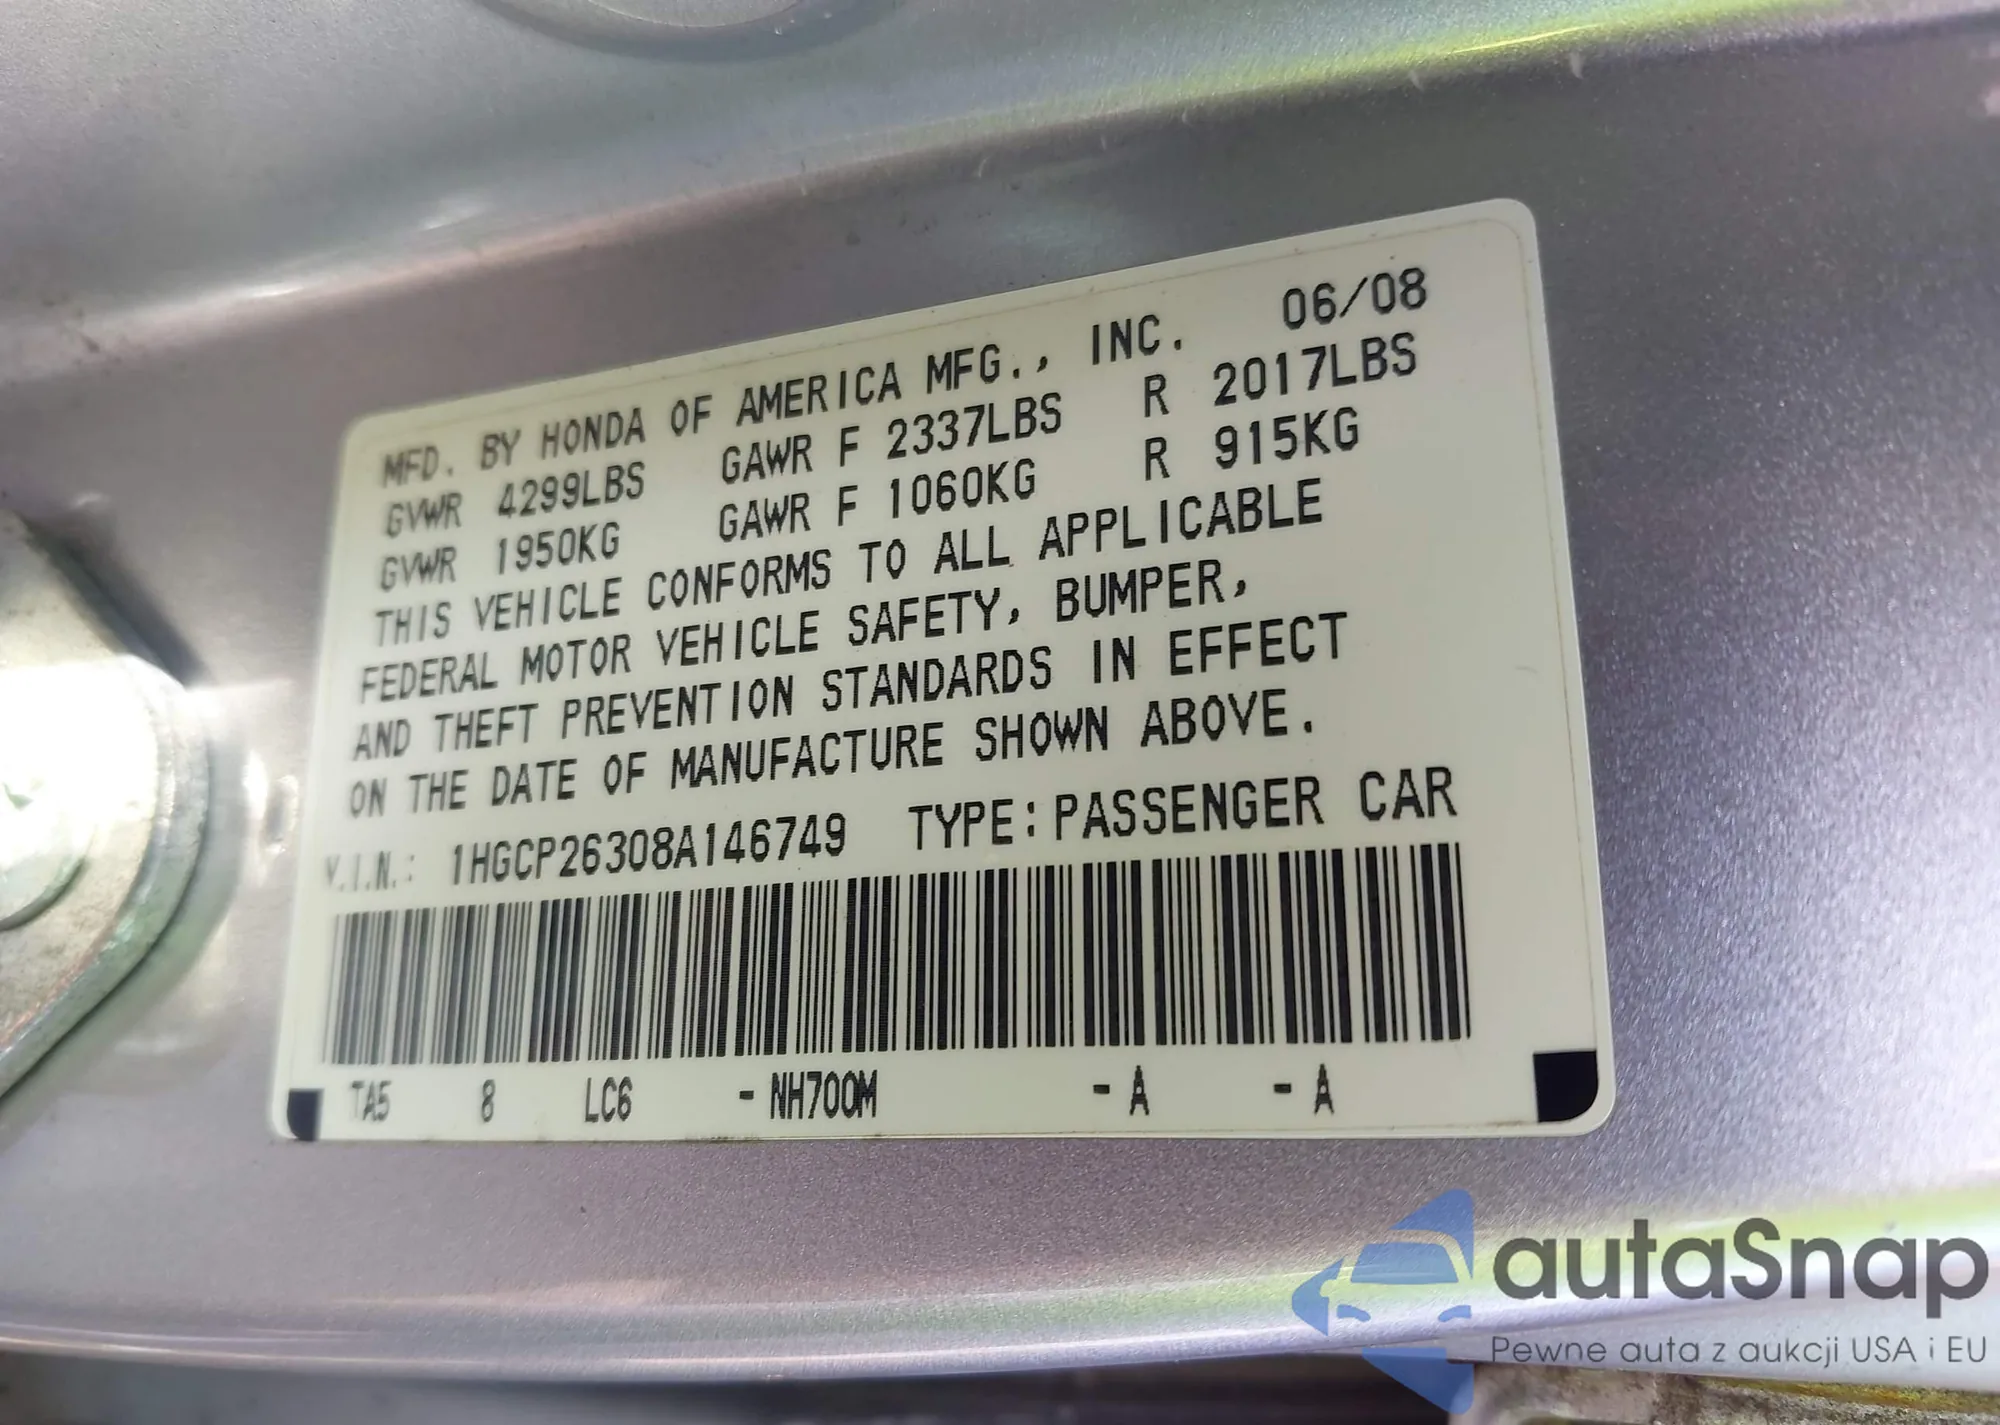 MFD. BY HONDA OF AMERICA MFG., INC. 06/08
GVWR 4299LBS GAWR F 2337LBS R 2017LBS
GVWR 1950KG GAWR F 1060KG R 915KG
THIS VEHICLE CONFORMS TO ALL APPLICABLE
FEDERAL MOTOR VEHICLE SAFETY, BUMPER,
AND THEFT PREVENTION STANDARDS IN EFFECT
ON THE DATE OF MANUFACTURE SHOWN ABOVE.
V.I.N.: 1HGCP26308A146749 TYPE: PASSENGER CAR
TA5 8 LC6 -NH700M -A -A
autaSnap
Pewne auta z aukcji USA i EU